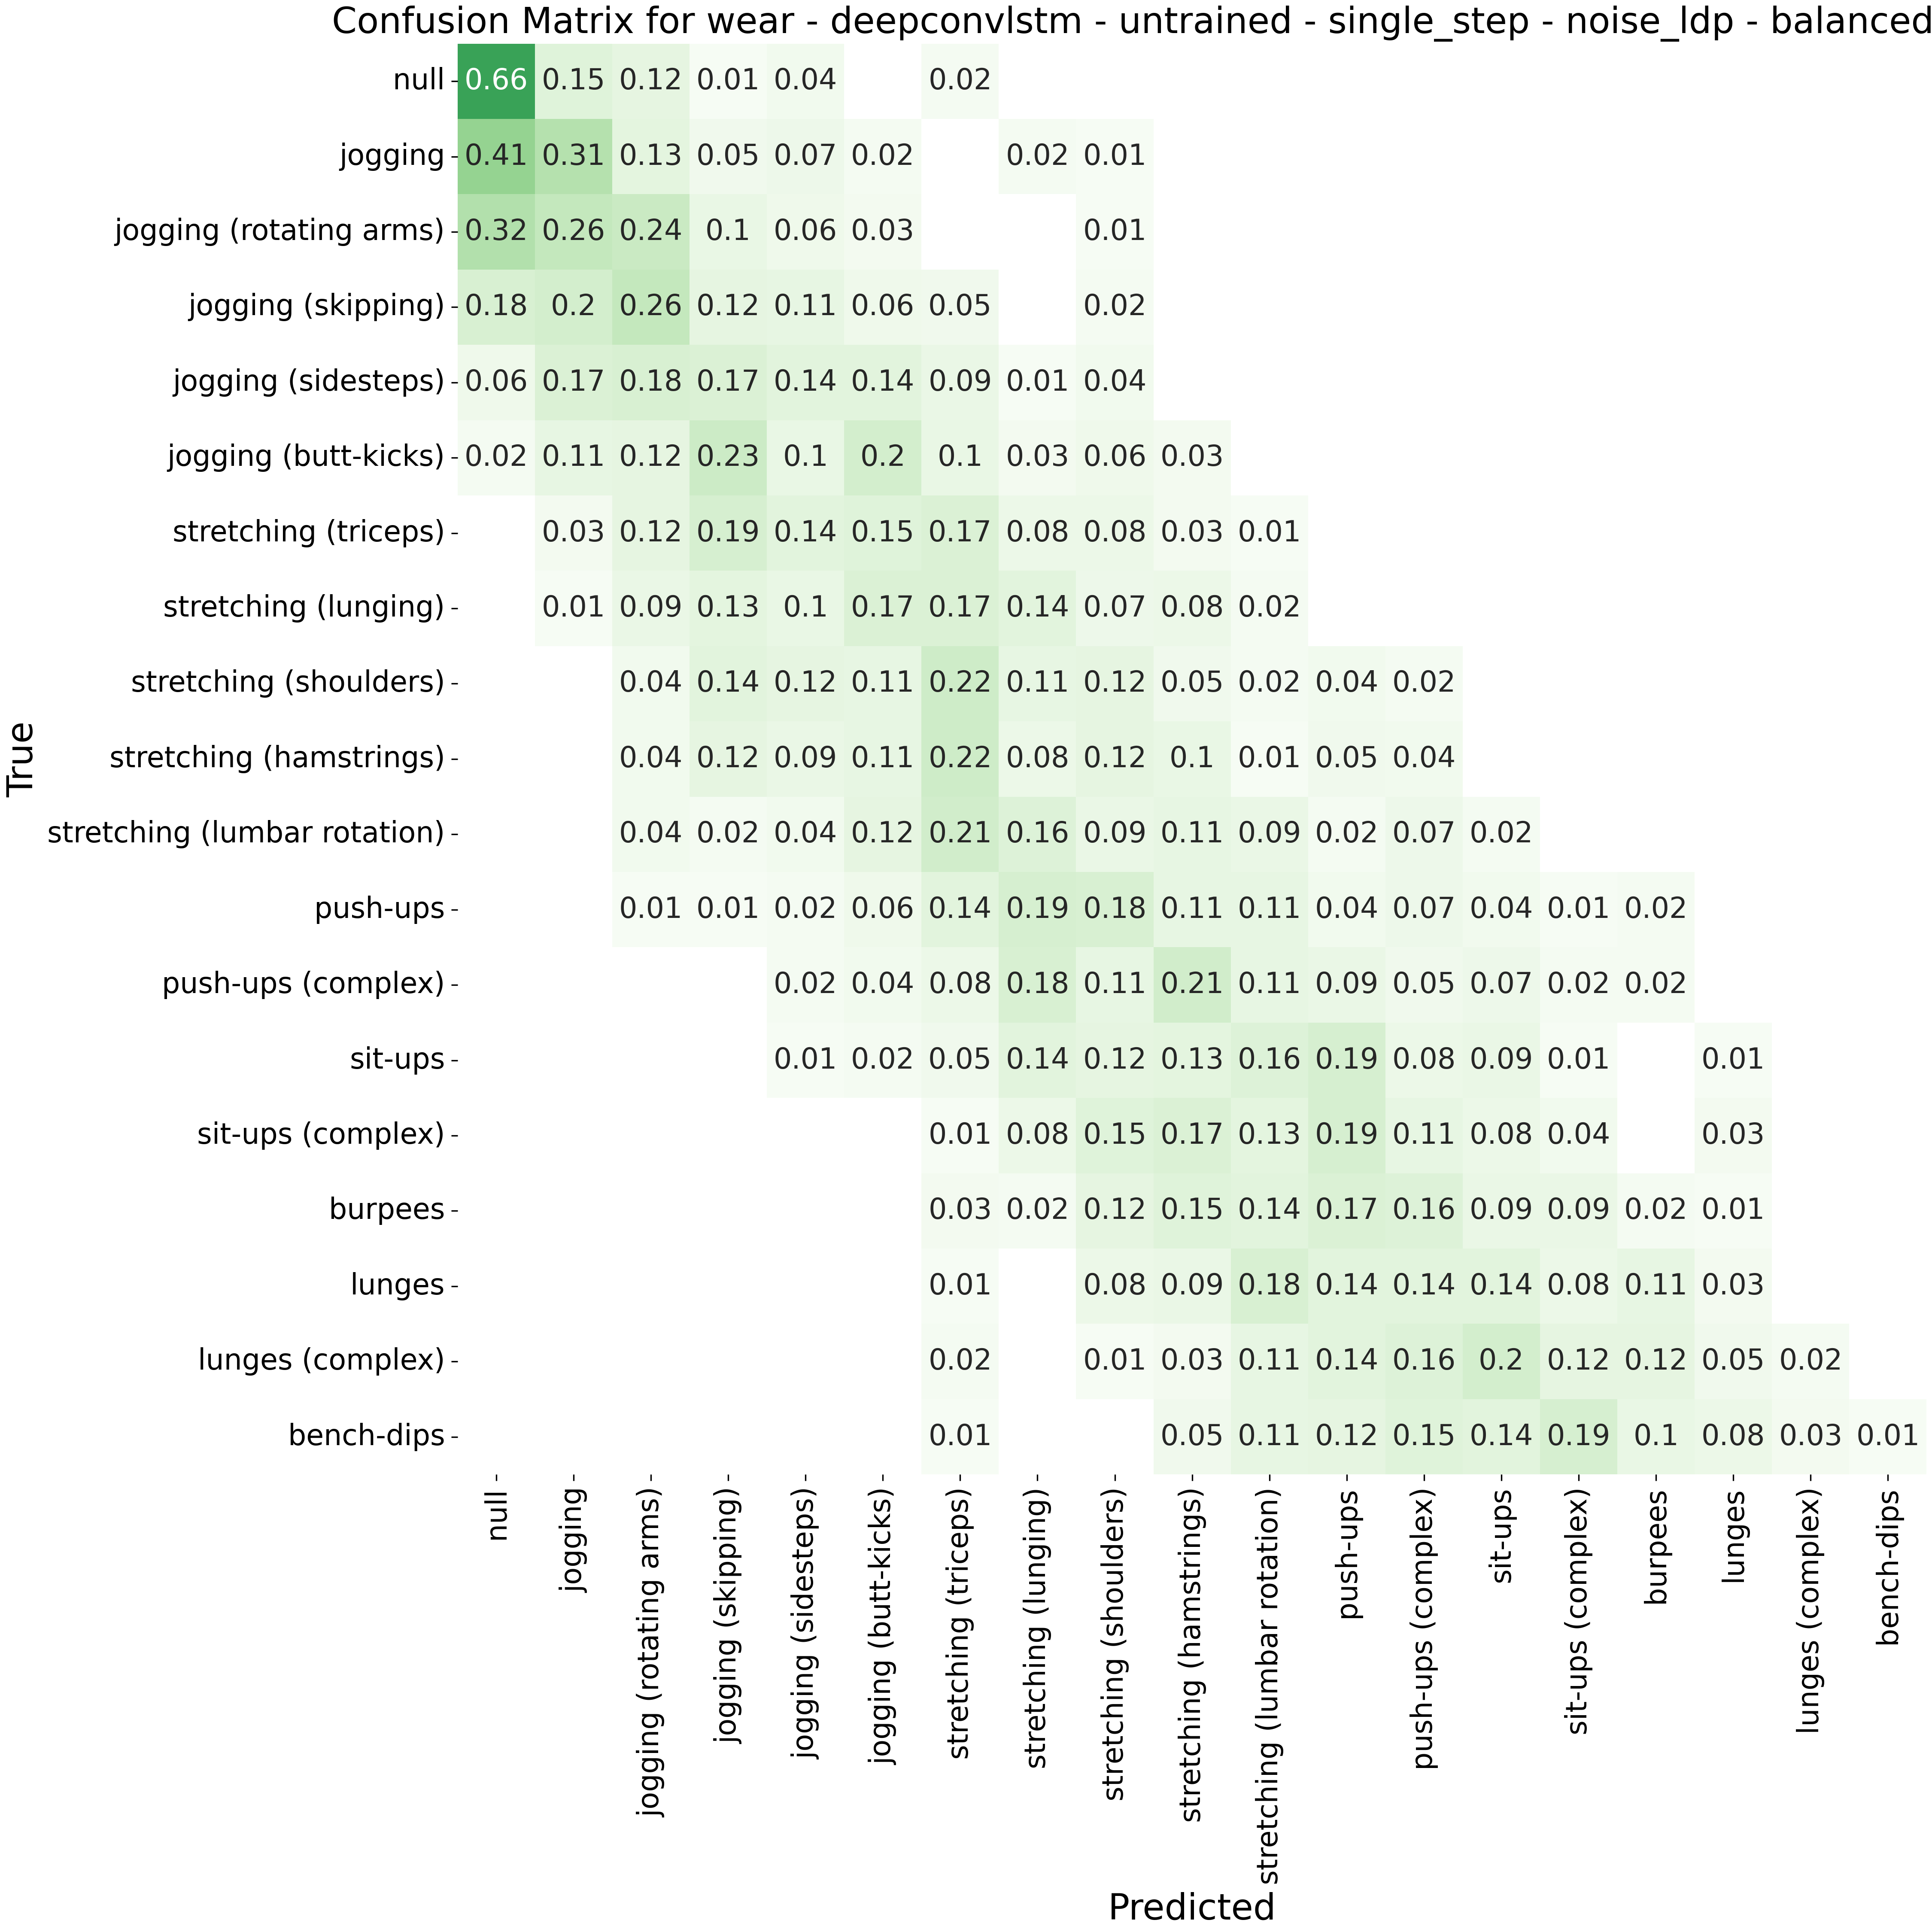 Confusion Matrix for wear - deepconvlstm - untrained - single_step - noise_ldp - balanced
null 0.66 0.15 0.12 0.01 0.04 0.02
jogging 0.41 0.31 0.13 0.05 0.07 0.02 0.02 0.01
jogging (rotating arms) 0.32 0.26 0.24 0.1 0.06 0.03 0.01
jogging (skipping) 0.18 0.2 0.26 0.12 0.11 0.06 0.05 0.02
jogging (sidesteps) 0.06 0.17 0.18 0.17 0.14 0.14 0.09 0.01 0.04
jogging (butt-kicks) 0.02 0.11 0.12 0.23 0.1 0.2 0.1 0.03 0.06 0.03
stretching (triceps) 0.03 0.12 0.19 0.14 0.15 0.17 0.08 0.08 0.03 0.01
stretching (lunging) 0.01 0.09 0.13 0.1 0.17 0.17 0.14 0.07 0.08 0.02
stretching (shoulders) 0.04 0.14 0.12 0.11 0.22 0.11 0.12 0.05 0.02 0.04 0.02
stretching (hamstrings) 0.04 0.12 0.09 0.11 0.22 0.08 0.12 0.1 0.01 0.05 0.04
stretching (lumbar rotation) 0.04 0.02 0.04 0.12 0.21 0.16 0.09 0.11 0.09 0.02 0.07 0.02
push-ups 0.01 0.01 0.02 0.06 0.14 0.19 0.18 0.11 0.11 0.04 0.07 0.04 0.01 0.02
push-ups (complex) 0.02 0.04 0.08 0.18 0.11 0.21 0.11 0.09 0.05 0.07 0.02 0.02
sit-ups 0.01 0.02 0.05 0.14 0.12 0.13 0.16 0.19 0.08 0.09 0.01 0.01
sit-ups (complex) 0.01 0.08 0.15 0.17 0.13 0.19 0.11 0.08 0.04 0.03
burpees 0.03 0.02 0.12 0.15 0.14 0.17 0.16 0.09 0.09 0.02 0.01
lunges 0.01 0.08 0.09 0.18 0.14 0.14 0.14 0.08 0.11 0.03
lunges (complex) 0.02 0.01 0.03 0.11 0.14 0.16 0.2 0.12 0.12 0.05 0.02
bench-dips 0.01 0.05 0.11 0.12 0.15 0.14 0.19 0.1 0.08 0.03 0.01
True
null
jogging
jogging (rotating arms)
jogging (skipping)
jogging (sidesteps)
jogging (butt-kicks)
stretching (triceps)
stretching (lunging)
stretching (shoulders)
stretching (hamstrings)
stretching (lumbar rotation)
push-ups
push-ups (complex)
sit-ups
sit-ups (complex)
burpees
lunges
lunges (complex)
bench-dips
Predicted